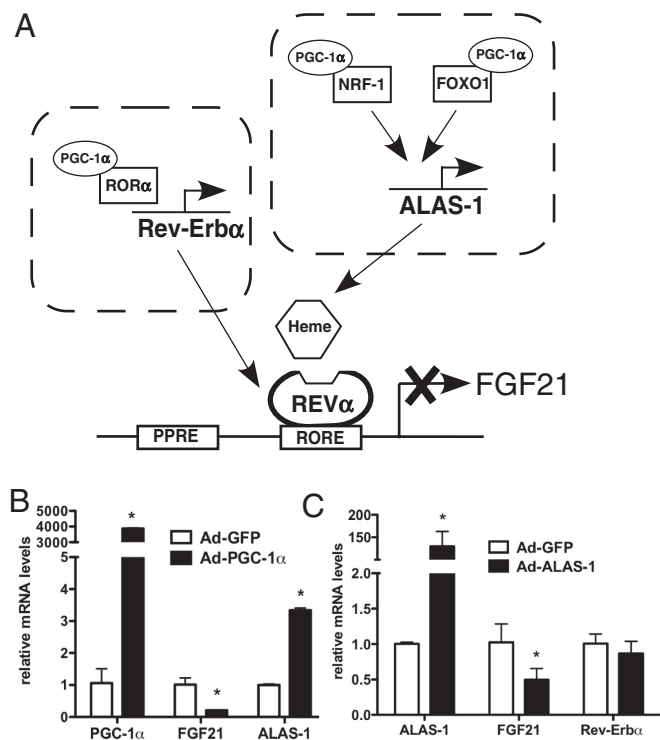 A
PGC-1α
NRF-1
PGC-1α
FOXO1
ALAS-1
PGC-1α
RORα
Rev-Erbα
Heme
REVα
FGF21
PPRE
RORE
B
relative mRNA levels
5000
4000
3000
5
4
3
2
1
0
*
*
*
Ad-GFP
Ad-PGC-1α
PGC-1α
FGF21
ALAS-1
C
relative mRNA levels
200
150
100
2.0
1.5
1.0
0.5
0.0
*
*
Ad-GFP
Ad-ALAS-1
ALAS-1
FGF21
Rev-Erbα